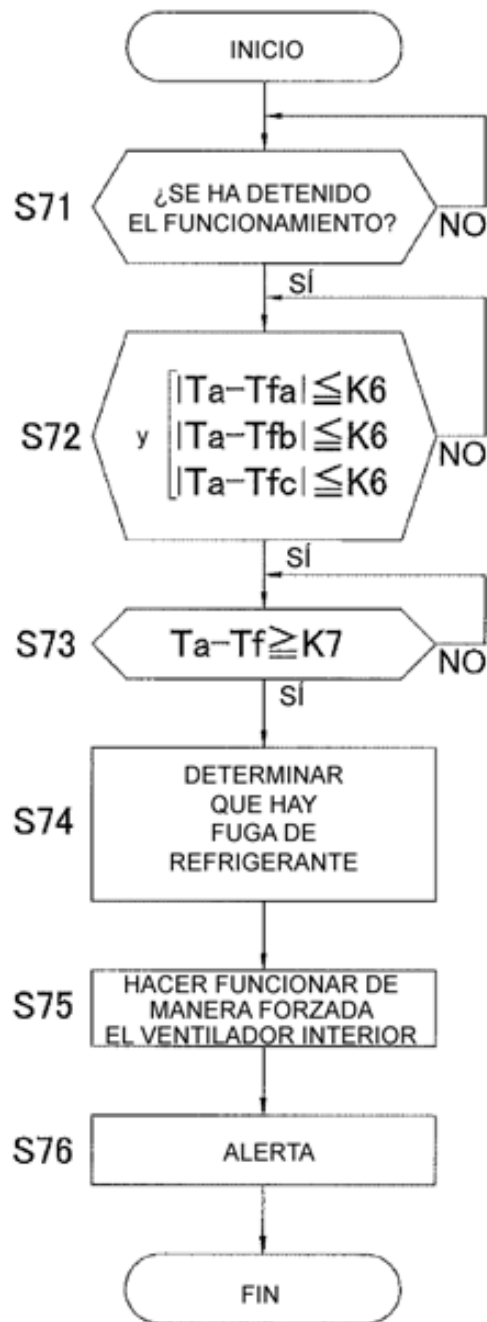 INICIO
S71
¿SE HA DETENIDO
EL FUNCIONAMIENTO?
NO
SÍ
S72
y
|Ta-Tfa|≦K6
|Ta-Tfb|≦K6
|Ta-Tfc|≦K6
NO
SÍ
S73
Ta-Tf≧K7
NO
SÍ
S74
DETERMINAR
QUE HAY
FUGA DE
REFRIGERANTE
S75
HACER FUNCIONAR DE
MANERA FORZADA
EL VENTILADOR INTERIOR
S76
ALERTA
FIN